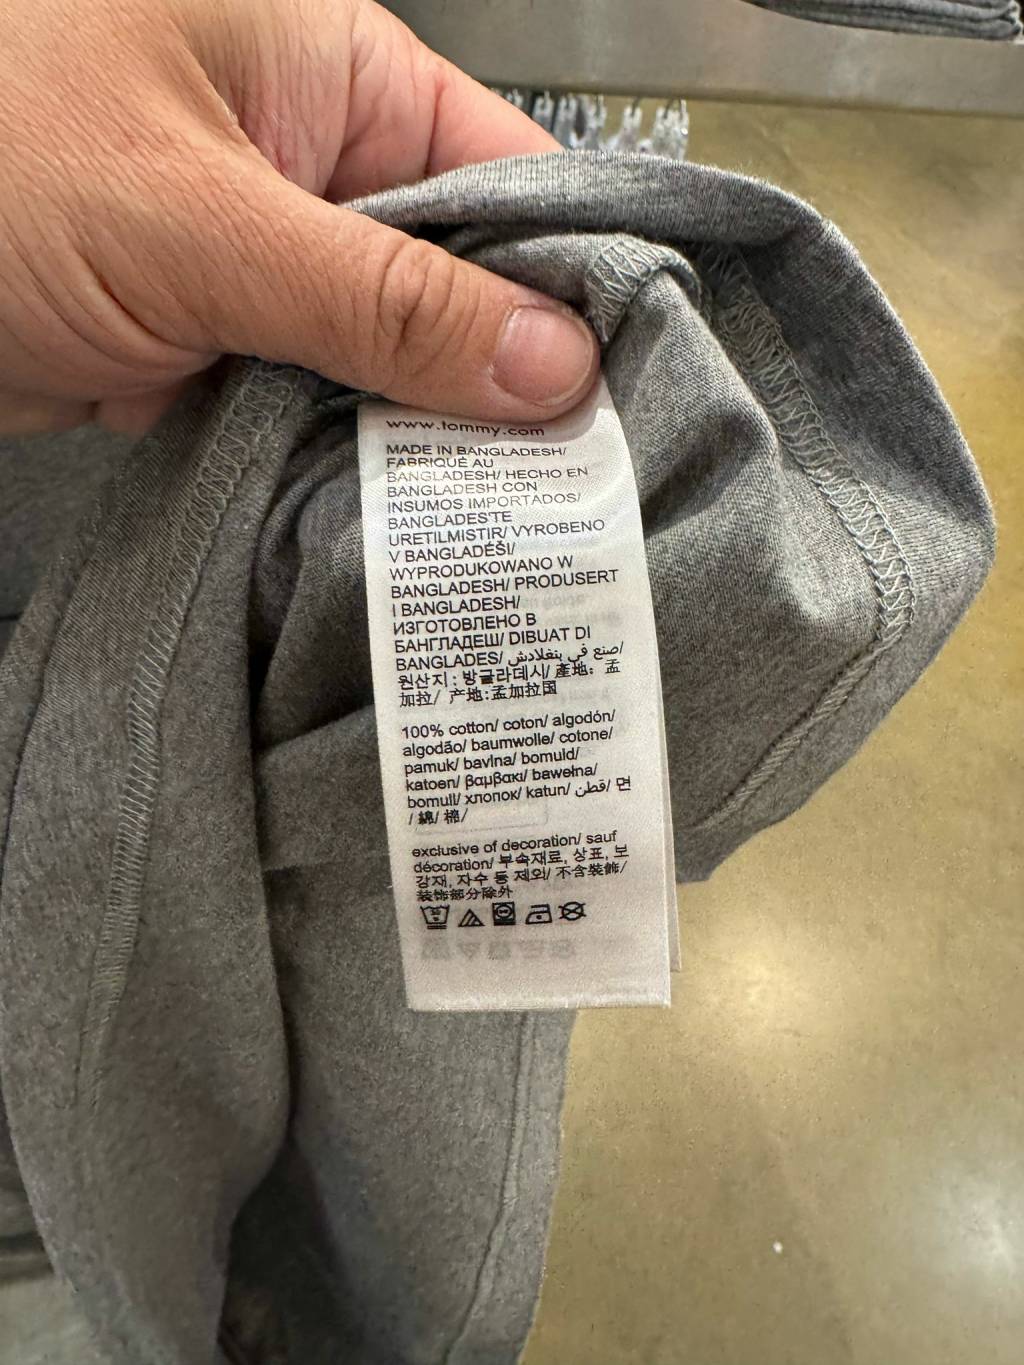 www.tommy.com
MADE IN BANGLADESH/
FABRIQUÉ AU
BANGLADESH/ HECHO EN
BANGLADESH CON
INSUMOS IMPORTADOS/
BANGLADEŞ'TE
URETILMISTIR/ VYROBENO
V BANGLADÉŠI/
WYPRODUKOWANO W
BANGLADESH/ PRODUSERT
I BANGLADESH/
ИЗГОТОВЛЕНО В
БАНГЛАДЕШ/ DIBUAT DI
BANGLADES/ صنع في بنغلادش/
원산지 : 방글라데시/ 產地: 孟
加拉/ 产地:孟加拉国
100% cotton/ coton/ algodón/
algodão/ baumwolle/ cotone/
pamuk/ bavlna/ bomuld/
katoen/ βαμβακι/ bawełna/
bomull/ хлопок/ katun/ قطن/ 면
/ 綿/ 棉/
exclusive of decoration/ sauf
décoration/ 부속재료, 상표, 보
강재, 자수 등 제외/ 不含裝飾/
装饰部分除外